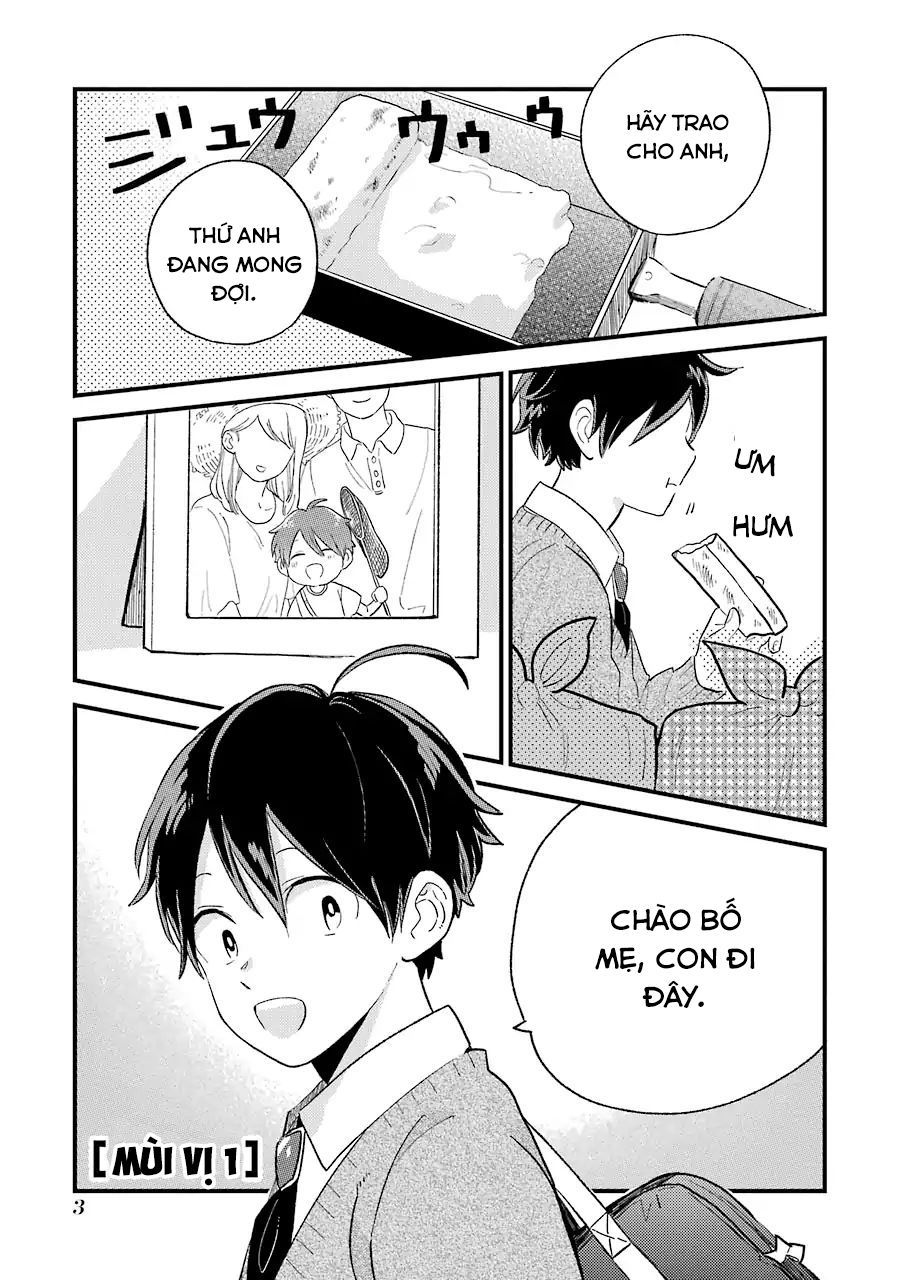 HÃY TRAO
CHO ANH,
ジュウ
ウゥウ
THỨ ANH
ĐANG MONG
ĐỢI.
ƯM
HƯM
CHÀO BỐ
MẸ, CON ĐI
ĐÂY.
[MÙI VỊ 1]
3